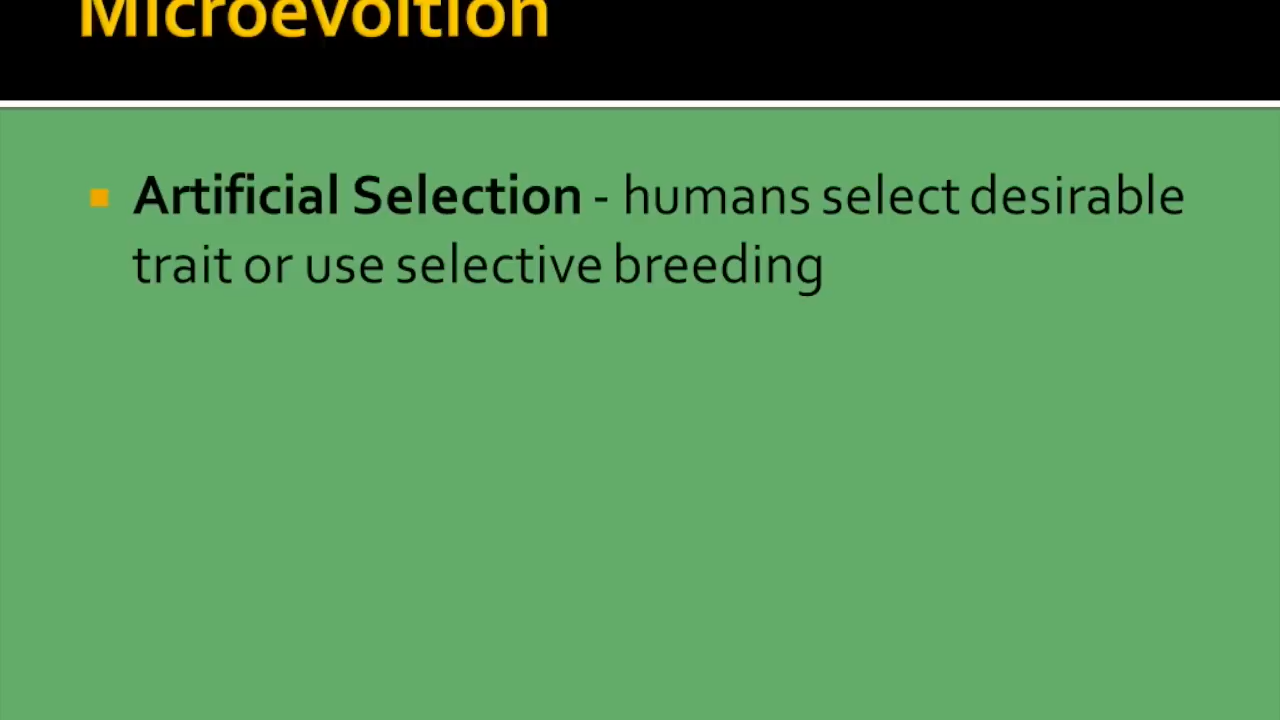 Microevoltion
Artificial Selection - humans select desirable
trait or use selective breeding